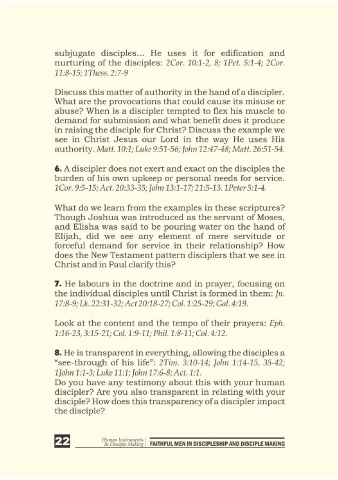 subjugate disciples... He uses it for edification and
nurturing of the disciples: 2Cor. 10:1-2, 8; 1Pet. 5:1-4; 2Cor.
11:8-15; 1Thess. 2:7-9
Discuss this matter of authority in the hand of a discipler.
What are the provocations that could cause its misuse or
abuse? When is a discipler tempted to flex his muscle to
demand for submission and what benefit does it produce
in raising the disciple for Christ? Discuss the example we
see in Christ Jesus our Lord in the way He uses His
authority. Matt. 10:1; Luke 9:51-56; John 12:47-48; Matt. 26:51-54.
6. A discipler does not exert and exact on the disciples the
burden of his own upkeep or personal needs for service.
1Cor. 9:5-15; Act. 20:33-35; John 13:1-17; 21:5-13. 1Peter 5:1-4.
What do we learn from the examples in these scriptures?
Though Joshua was introduced as the servant of Moses,
and Elisha was said to be pouring water on the hand of
Elijah, did we see any element of mere servitude or
forceful demand for service in their relationship? How
does the New Testament pattern disciplers that we see in
Christ and in Paul clarify this?
7. He labours in the doctrine and in prayer, focusing on
the individual disciples until Christ is formed in them: Jn.
17:8-9; Lk. 22:31-32; Act 20:18-27; Col. 1:25-29; Gal. 4:19.
Look at the content and the tempo of their prayers: Eph.
1:16-23, 3:15-21; Col. 1:9-11; Phil. 1:8-11; Col. 4:12.
8. He is transparent in everything, allowing the disciples a
"see-through of his life": 2Tim. 3:10-14; John 1:14-15, 35-42;
1John 1:1-3; Luke 11:1; John 17:6-8; Act. 1:1.
Do you have any testimony about this with your human
discipler? Are you also transparent in relating with your
disciple? How does this transparency of a discipler impact
the disciple?
22
Human Instruments
In Disciple Making
FAITHFUL MEN IN DISCIPLESHIP AND DISCIPLE MAKING